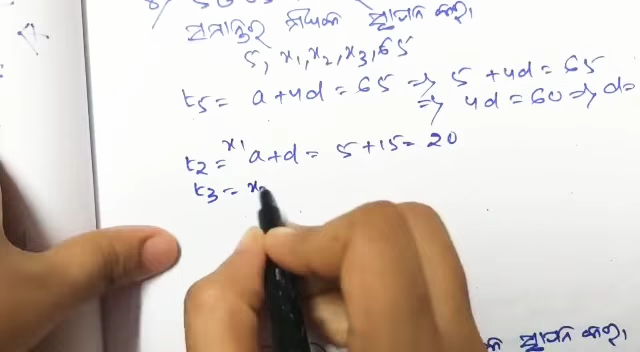 ସମାନ୍ତର ମଧ୍ୟକ ସ୍ଥାପନ କର।
5, x₁, x₂, x₃, 65
t₅ = a + 4d = 65 ⇒ 5 + 4d = 65
⇒ 4d = 60 ⇒ d =
t₂ = x₁ a + d = 5 + 15 = 20
t₃ = x
ସ୍ଥାପନ କର।